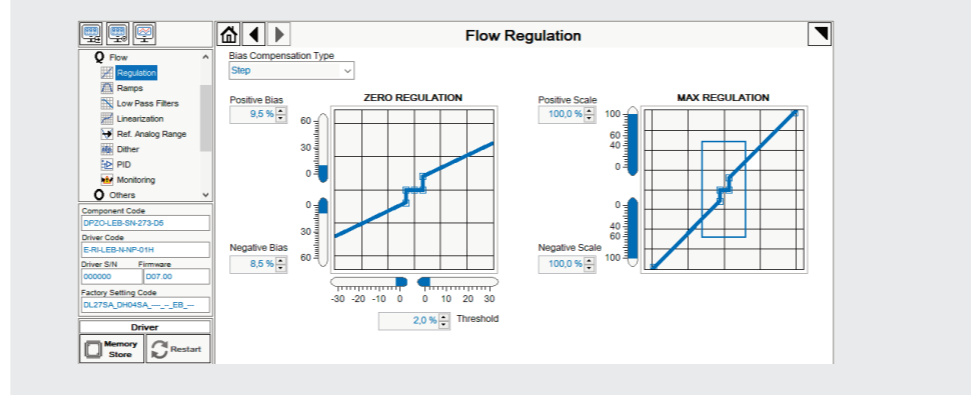 Flow Regulation
Q Flow
Regulation
Ramps
Low Pass Filters
Linearization
Ref. Analog Range
Dither
PID
Monitoring
Q Others
Component Code
DPZO-LEB-SN-273-D5
Driver Code
E-RI-LEB-N-NP-01H
Driver S/N Firmware
000000 D07.00
Factory Setting Code
DL27SA_DH04SA_---_-_EB_---
Driver
Memory
Store
Restart
Bias Compensation Type
Step
Positive Bias
9,5 %
ZERO REGULATION
60
30
0
0
30
60
Negative Bias
8,5 %
-30 -20 -10 0 0 10 20 30
2,0 % Threshold
Positive Scale
100,0 %
MAX REGULATION
100
60
40
0
0
40
60
100
Negative Scale
100,0 %